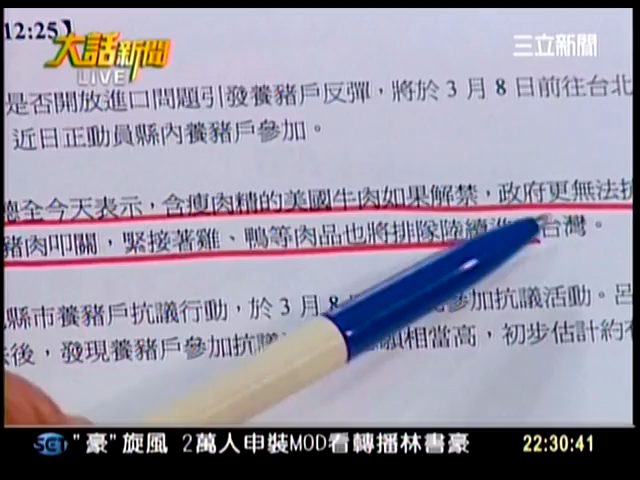 12:25】
大話新聞
LIVE
三立新聞
是否開放進口問題引發養豬戶反彈，將於3月8日前往台北
近日正動員縣內養豬戶參加。
全今天表示，含瘦肉精的美國牛肉如果解禁，政府更無法
豬肉叩關，緊接著雞、鴨等肉品也將排隊陸續 台灣。
縣市養豬戶抗議行動，於3月8 參加抗議活動。呂
後，發現養豬戶參加抗議 願相當高，初步估計約
SET "豪"旋風 2萬人申裝MOD看轉播林書豪
22:30:41